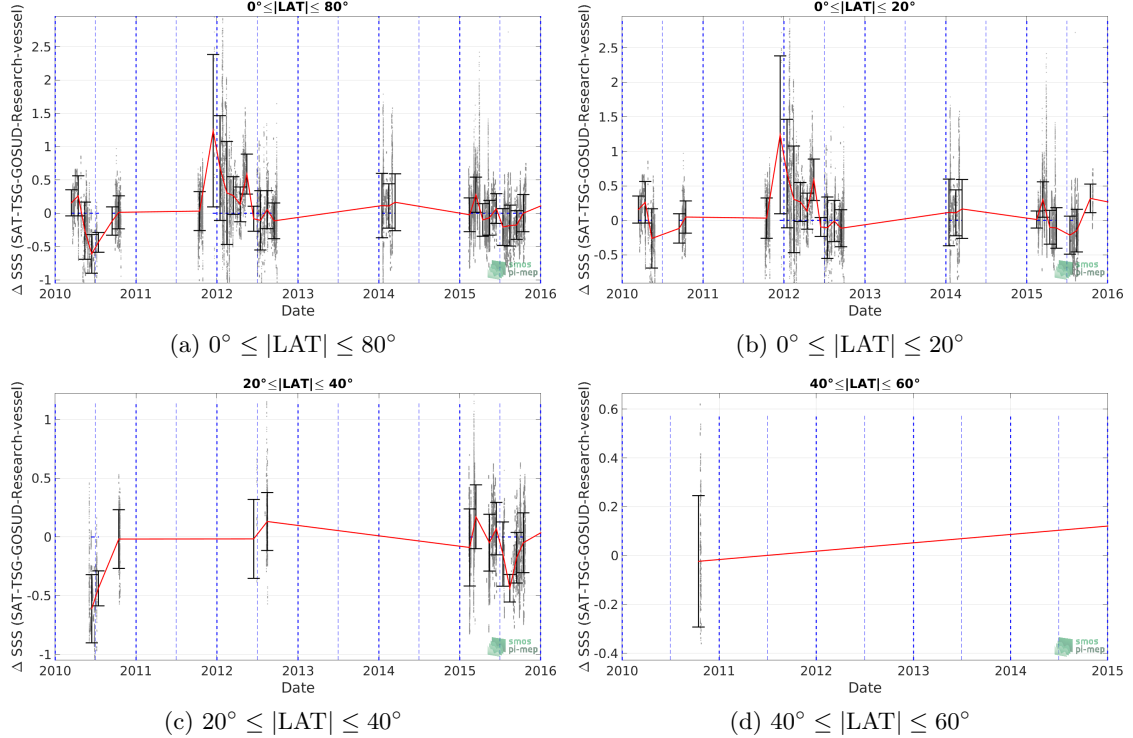 0°≤|LAT|≤ 80°
Δ SSS (SAT-TSG-GOSUD-Research-vessel)
2.5
2
1.5
1
0.5
0
-0.5
-1
2010 2011 2012 2013 2014 2015 2016
Date
smos
pi-mep
(a) 0° ≤ |LAT| ≤ 80°
0°≤|LAT|≤ 20°
Δ SSS (SAT-TSG-GOSUD-Research-vessel)
2.5
2
1.5
1
0.5
0
-0.5
2010 2011 2012 2013 2014 2015 2016
Date
smos
pi-mep
(b) 0° ≤ |LAT| ≤ 20°
20°≤|LAT|≤ 40°
Δ SSS (SAT-TSG-GOSUD-Research-vessel)
1
0.5
0
-0.5
-1
2010 2011 2012 2013 2014 2015 2016
Date
smos
pi-mep
(c) 20° ≤ |LAT| ≤ 40°
40°≤|LAT|≤ 60°
Δ SSS (SAT-TSG-GOSUD-Research-vessel)
0.6
0.4
0.2
0
-0.2
-0.4
2010 2011 2012 2013 2014 2015
Date
smos
pi-mep
(d) 40° ≤ |LAT| ≤ 60°